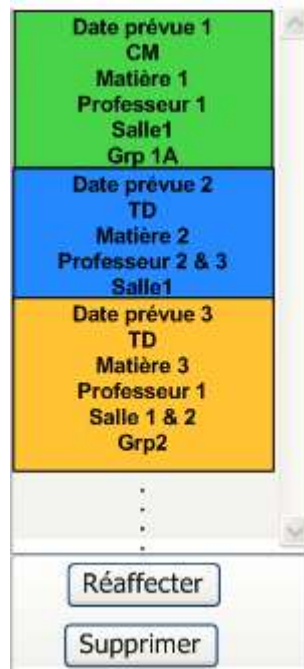 Date prévue 1
CM
Matière 1
Professeur 1
Salle1
Grp 1A
Date prévue 2
TD
Matière 2
Professeur 2 & 3
Salle1
Date prévue 3
TD
Matière 3
Professeur 1
Salle 1 & 2
Grp2
Réaffecter
Supprimer